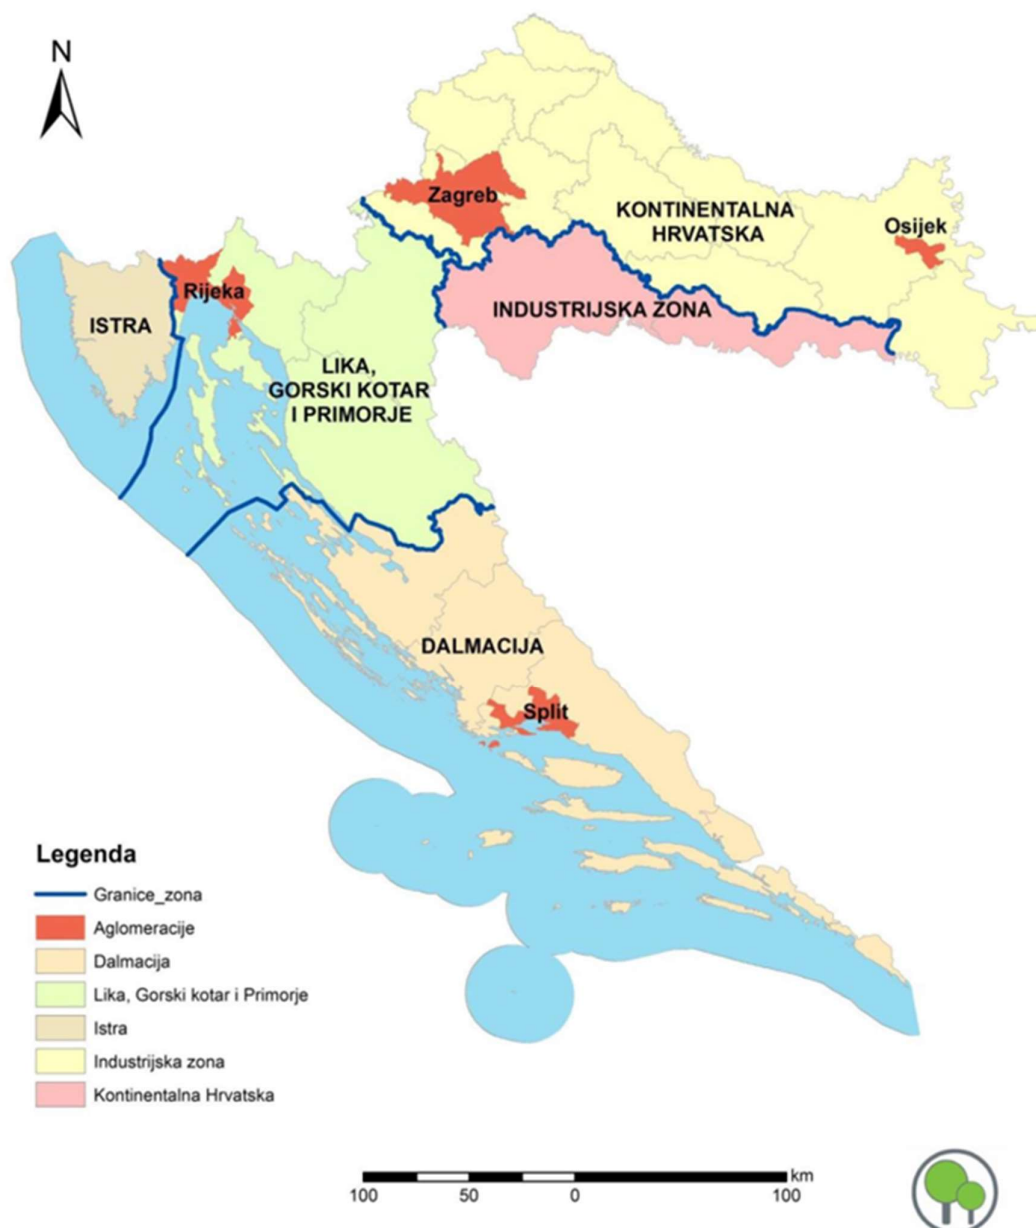 N
Zagreb
KONTINENTALNA
HRVATSKA
Osijek
Rijeka
ISTRA
INDUSTRIJSKA ZONA
LIKA,
GORSKI KOTAR
I PRIMORJE
DALMACIJA
Split
Legenda
Granice_zona
Aglomeracije
Dalmacija
Lika, Gorski kotar i Primorje
Istra
Industrijska zona
Kontinentalna Hrvatska
km
100 50 0 100